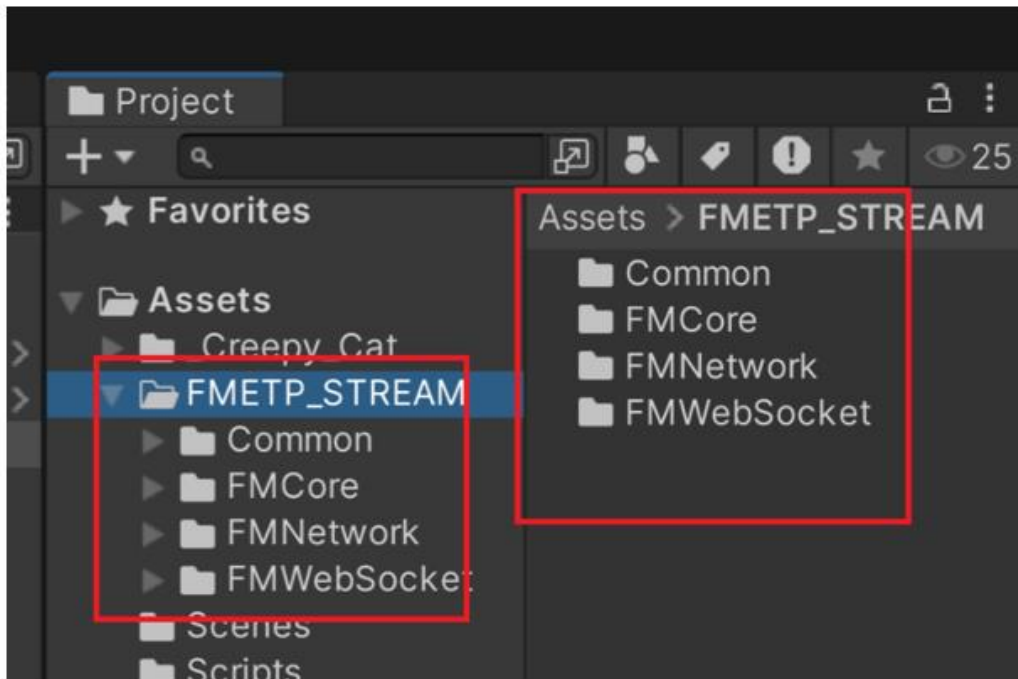 Project
25
Favorites
Assets
_Creepy_Cat
FMETP_STREAM
Common
FMCore
FMNetwork
FMWebSocket
Scenes
Scripts
Assets > FMETP_STREAM
Common
FMCore
FMNetwork
FMWebSocket